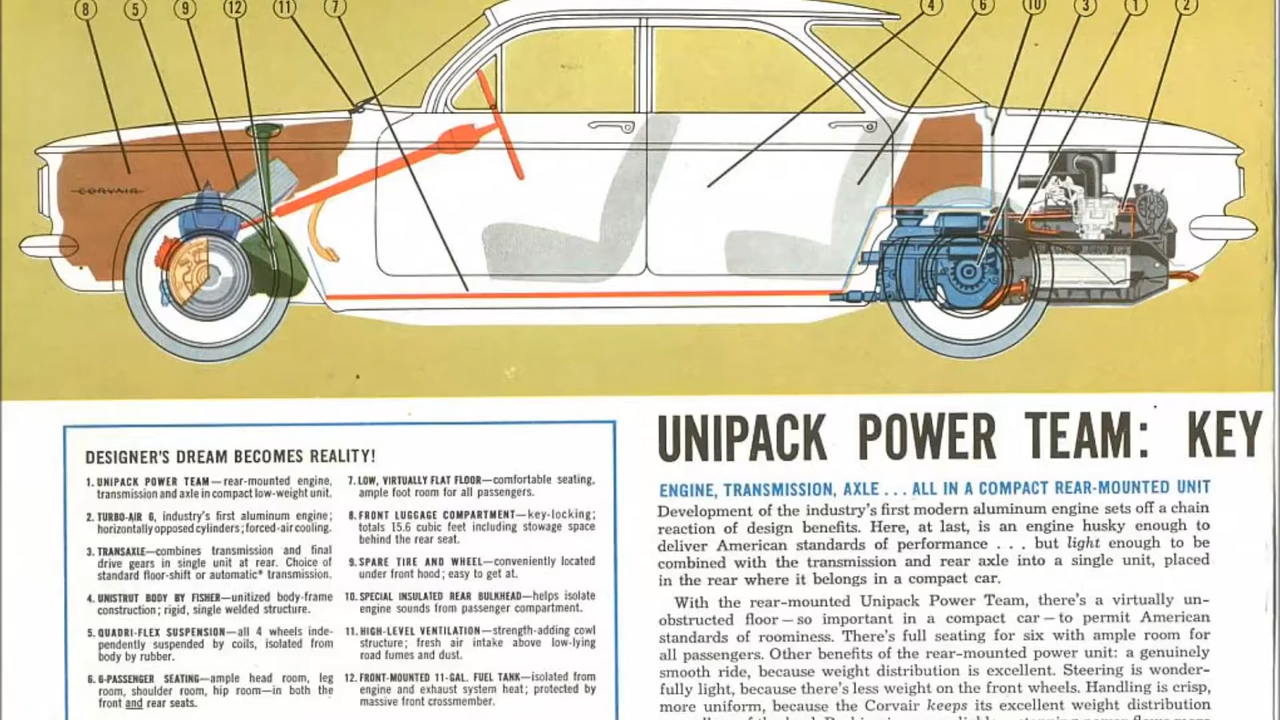 8 5 9 12 11 7 4 6 10 3 1 2
CORVAIR
DESIGNER'S DREAM BECOMES REALITY!
1. UNIPACK POWER TEAM—rear-mounted engine,
transmission and axle in compact low-weight unit.
2. TURBO-AIR 6, industry's first aluminum engine;
horizontally opposed cylinders; forced-air cooling.
3. TRANSAXLE—combines transmission and final
drive gears in single unit at rear. Choice of
standard floor-shift or automatic* transmission.
4. UNISTRUT BODY BY FISHER—unitized body-frame
construction; rigid, single welded structure.
5. QUADRI-FLEX SUSPENSION—all 4 wheels inde-
pendently suspended by coils, isolated from
body by rubber.
6. 6-PASSENGER SEATING—ample head room, leg
room, shoulder room, hip room—in both the
front and rear seats.
7. LOW, VIRTUALLY FLAT FLOOR—comfortable seating,
ample foot room for all passengers.
8. FRONT LUGGAGE COMPARTMENT—key-locking;
totals 15.6 cubic feet including stowage space
behind the rear seat.
9. SPARE TIRE AND WHEEL—conveniently located
under front hood; easy to get at.
10. SPECIAL INSULATED REAR BULKHEAD—helps isolate
engine sounds from passenger compartment.
11. HIGH-LEVEL VENTILATION—strength-adding cowl
structure; fresh air intake above low-lying
road fumes and dust.
12. FRONT-MOUNTED 11-GAL. FUEL TANK—isolated from
engine and exhaust system heat; protected by
massive front crossmember.
UNIPACK POWER TEAM: KEY
ENGINE, TRANSMISSION, AXLE . . . ALL IN A COMPACT REAR-MOUNTED UNIT
Development of the industry's first modern aluminum engine sets off a chain
reaction of design benefits. Here, at last, is an engine husky enough to
deliver American standards of performance . . . but light enough to be
combined with the transmission and rear axle into a single unit, placed
in the rear where it belongs in a compact car.
With the rear-mounted Unipack Power Team, there's a virtually un-
obstructed floor—so important in a compact car—to permit American
standards of roominess. There's full seating for six with ample room for
all passengers. Other benefits of the rear-mounted power unit: a genuinely
smooth ride, because weight distribution is excellent. Steering is wonder-
fully light, because there's less weight on the front wheels. Handling is crisp,
more uniform, because the Corvair keeps its excellent weight distribution